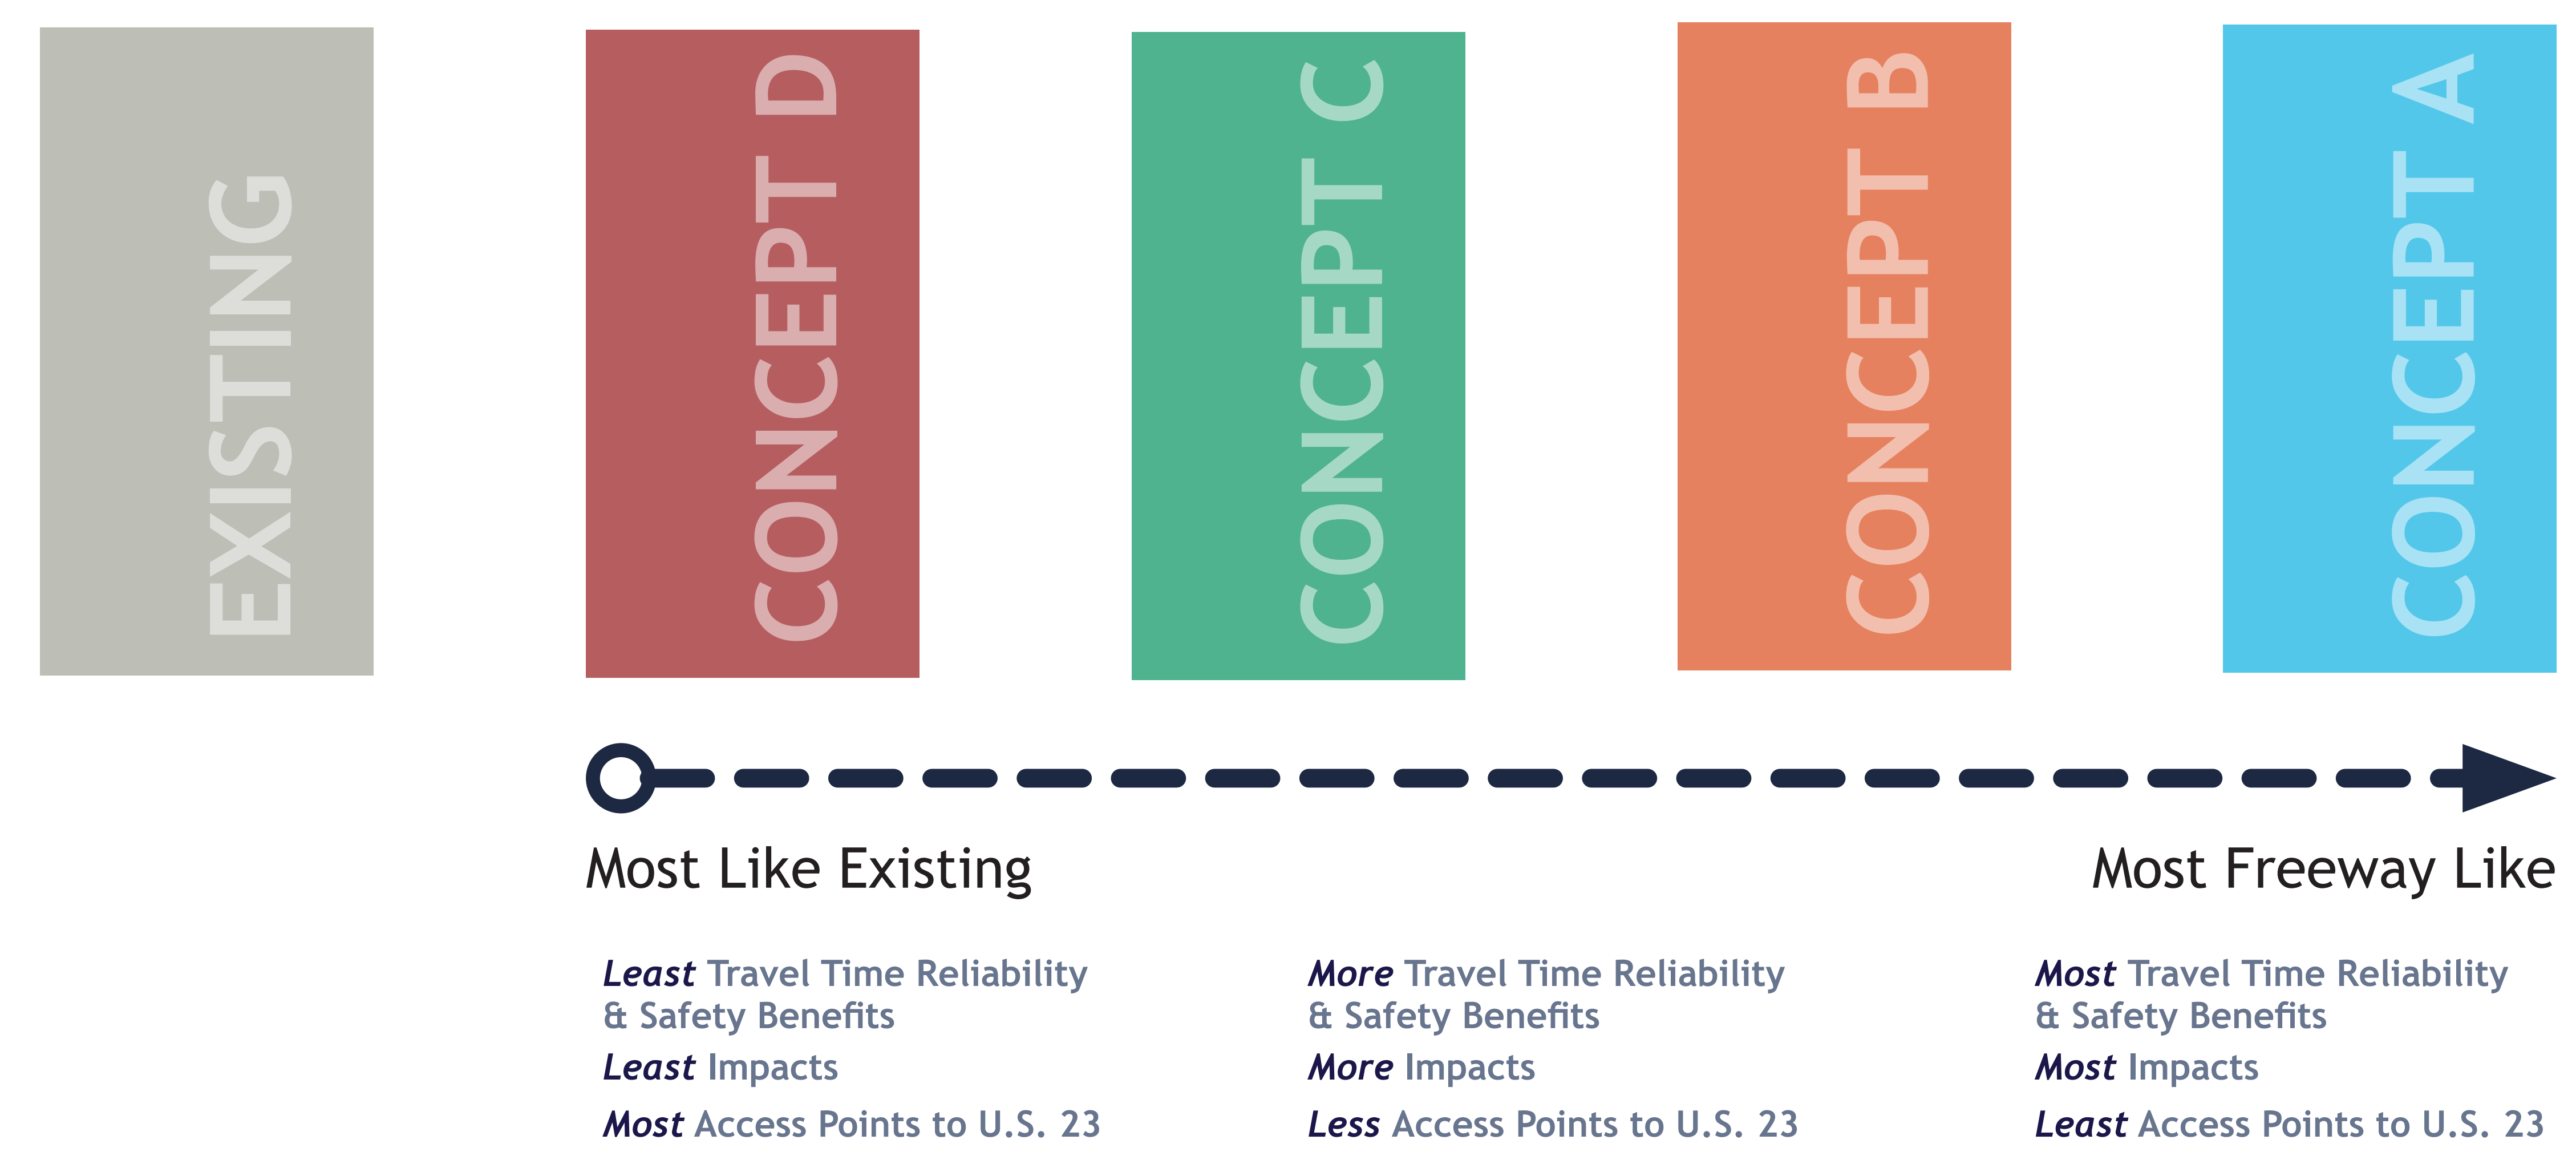 EXISTING
CONCEPT D
CONCEPT C
CONCEPT B
CONCEPT A
Most Like Existing
Most Freeway Like
Least Travel Time Reliability
& Safety Benefits
Least Impacts
Most Access Points to U.S. 23
More Travel Time Reliability
& Safety Benefits
More Impacts
Less Access Points to U.S. 23
Most Travel Time Reliability
& Safety Benefits
Most Impacts
Least Access Points to U.S. 23